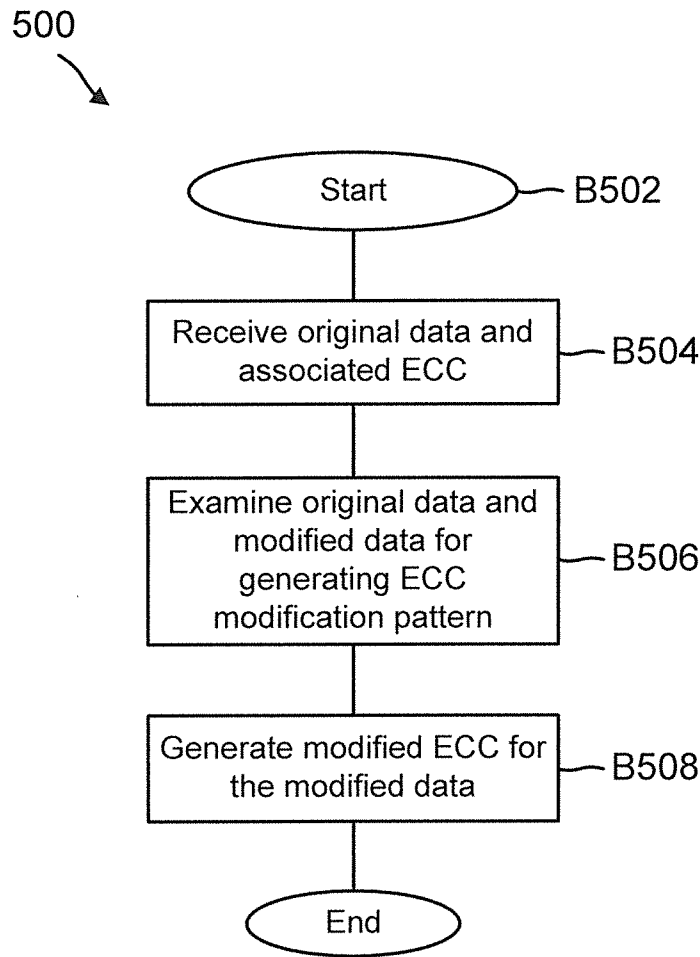 500
Start
B502
Receive original data and
associated ECC
B504
Examine original data and
modified data for
generating ECC
modification pattern
B506
Generate modified ECC for
the modified data
B508
End